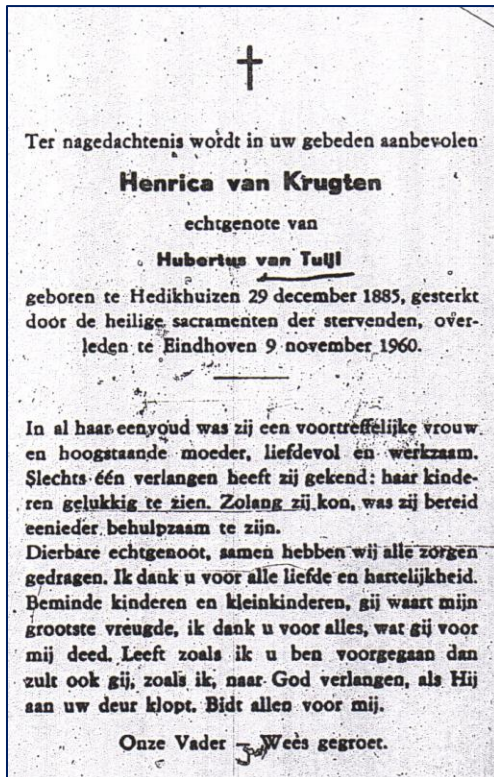 Ter nagedachtenis wordt in uw gebeden aanbevolen
Henrica van Krugten
echtgenote van
Hubertus van Tuijl
geboren te Hedikhuizen 29 december 1885, gesterkt
door de heilige sacramenten der stervenden, over-
leden te Eindhoven 9 november 1960.
In al haar eenvoud was zij een voortreffelijke vrouw
en hoogstaande moeder, liefdevol en werkzaam.
Slechts één verlangen heeft zij gekend: haar kinde-
ren gelukkig te zien. Zolang zij kon, was zij bereid
eenieder behulpzaam te zijn.
Dierbare echtgenoot, samen hebben wij alle zorgen
gedragen. Ik dank u voor alle liefde en hartelijkheid.
Beminde kinderen en kleinkinderen, gij waart mijn
grootste vreugde, ik dank u voor alles, wat gij voor
mij deed. Leeft zoals ik u ben voorgegaan dan
zult ook gij, zoals ik, naar God verlangen, als Hij
aan uw deur klopt. Bidt allen voor mij.
Onze Vader - Wees gegroet.